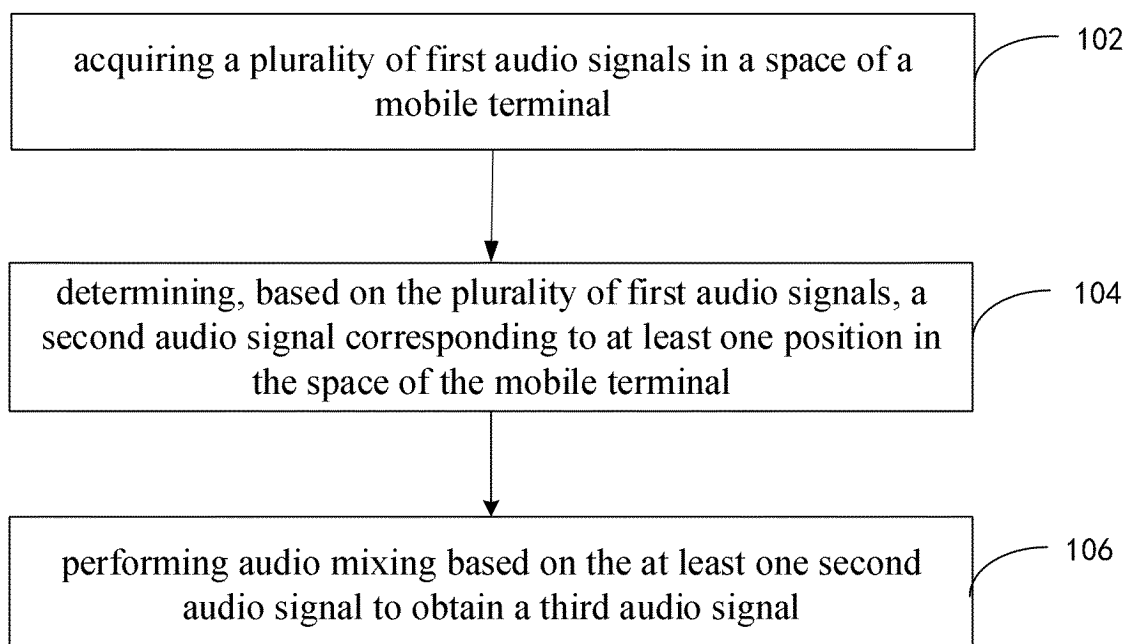 acquiring a plurality of first audio signals in a space of a
mobile terminal
102
determining, based on the plurality of first audio signals, a
second audio signal corresponding to at least one position in
the space of the mobile terminal
104
performing audio mixing based on the at least one second
audio signal to obtain a third audio signal
106